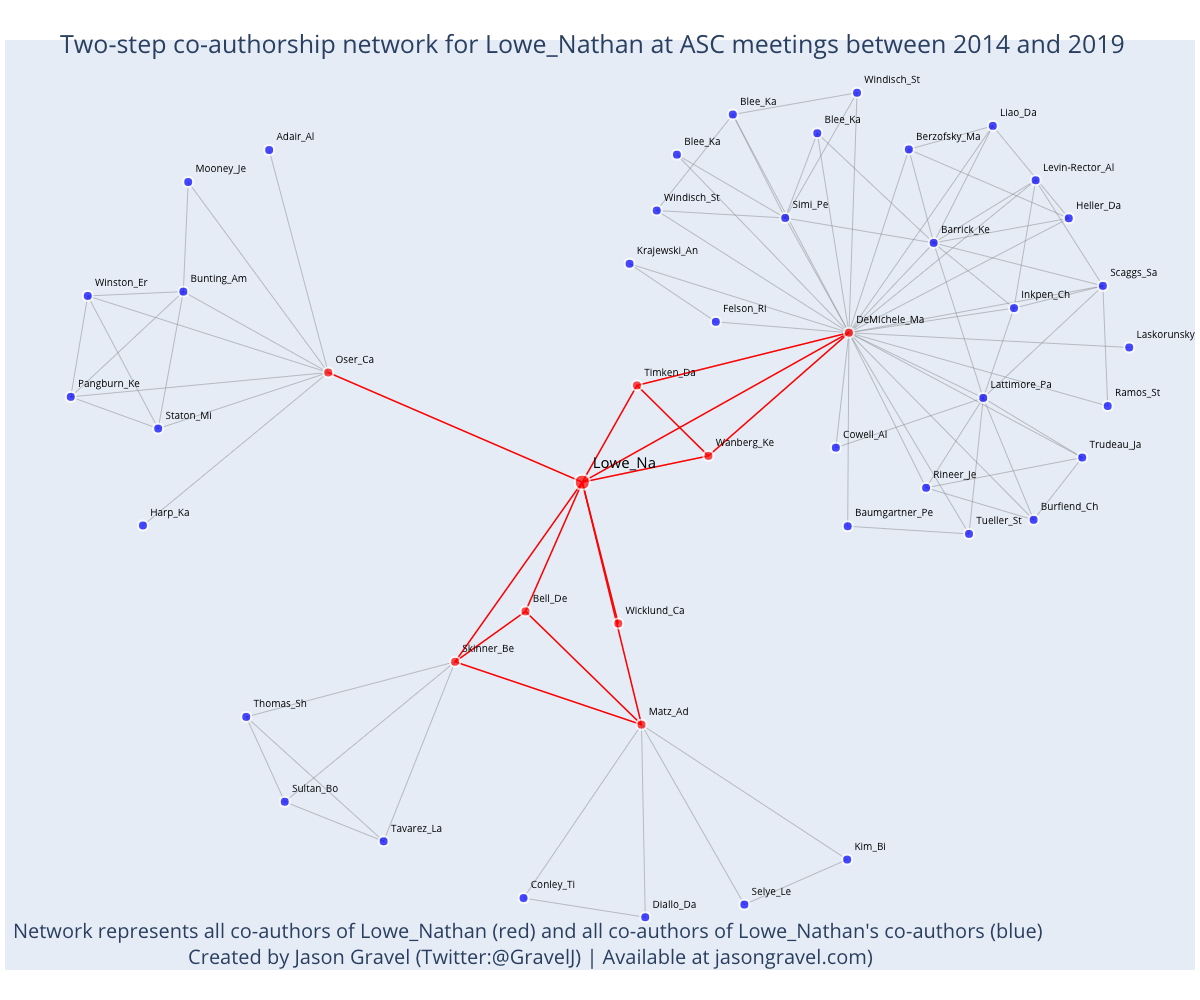 Two-step co-authorship network for Lowe_Nathan at ASC meetings between 2014 and 2019
Windisch_St
Blee_Ka
Liao_Da
Blee_Ka
Adair_Al
Berzofsky_Ma
Blee_Ka
Mooney_Je
Levin-Rector_Al
Windisch_St
Simi_Pe
Heller_Da
Barrick_Ke
Krajewski_An
Scaggs_Sa
Winston_Er
Bunting_Am
Inkpen_Ch
Felson_Ri
DeMichele_Ma
Laskorunsky
Oser_Ca
Timken_Da
Pangburn_Ke
Lattimore_Pa
Ramos_St
Staton_Mi
Cowell_Al
Wanberg_Ke
Trudeau_Ja
Lowe_Na
Rineer_Je
Harp_Ka
Baumgartner_Pe
Burfiend_Ch
Tueller_St
Bell_De
Wicklund_Ca
Skinner_Be
Thomas_Sh
Matz_Ad
Sultan_Bo
Tavarez_La
Kim_Bi
Conley_Ti
Selye_Le
Diallo_Da
Network represents all co-authors of Lowe_Nathan (red) and all co-authors of Lowe_Nathan's co-authors (blue)
Created by Jason Gravel (Twitter:@GravelJ) | Available at jasongravel.com)